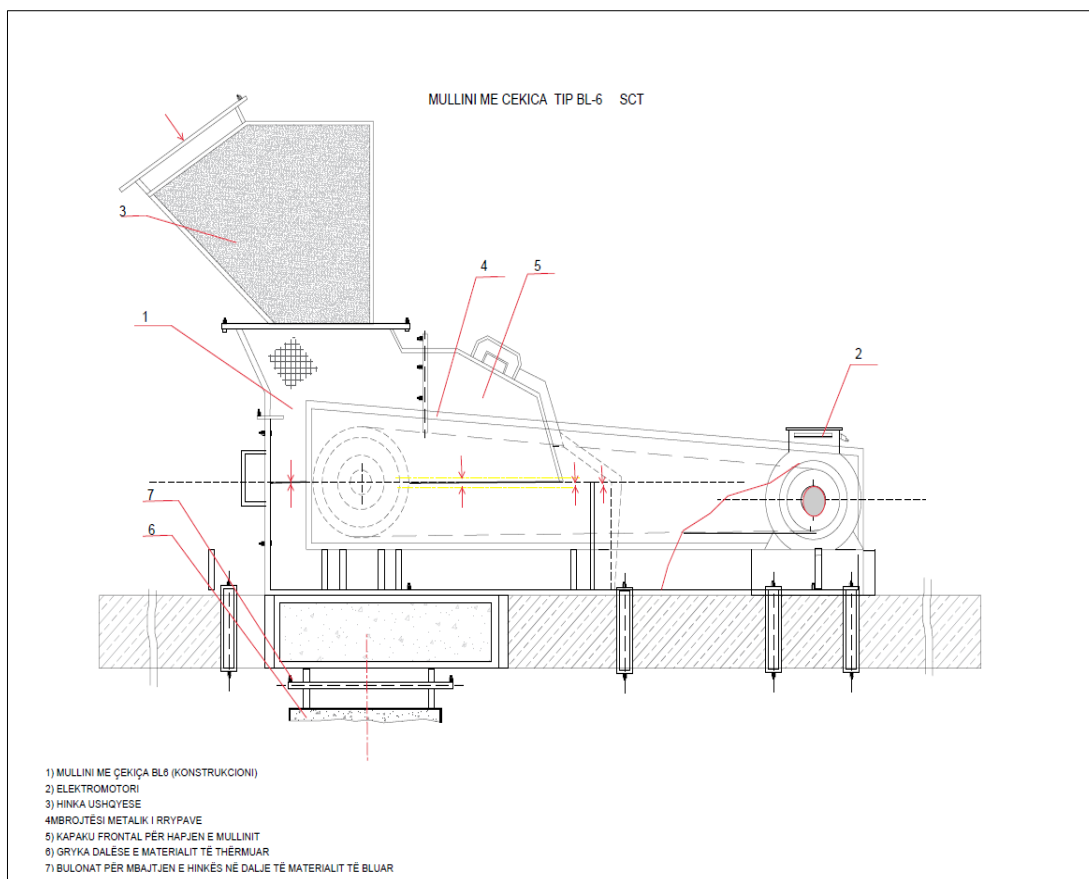 MULLINI ME CEKICA TIP BL-6 SCT
3
4
5
1
2
7
6
1) MULLINI ME ÇEKIÇA BL6 (KONSTRUKCIONI)
2) ELEKTROMOTORI
3) HINKA USHQYESE
4MBROJTËSI METALIK I RRYPAVE
5) KAPAKU FRONTAL PËR HAPJEN E MULLINIT
6) GRYKA DALËSE E MATERIALIT TË THËRMUAR
7) BULONAT PËR MBAJTJEN E HINKËS NË DALJE TË MATERIALIT TË BLUAR